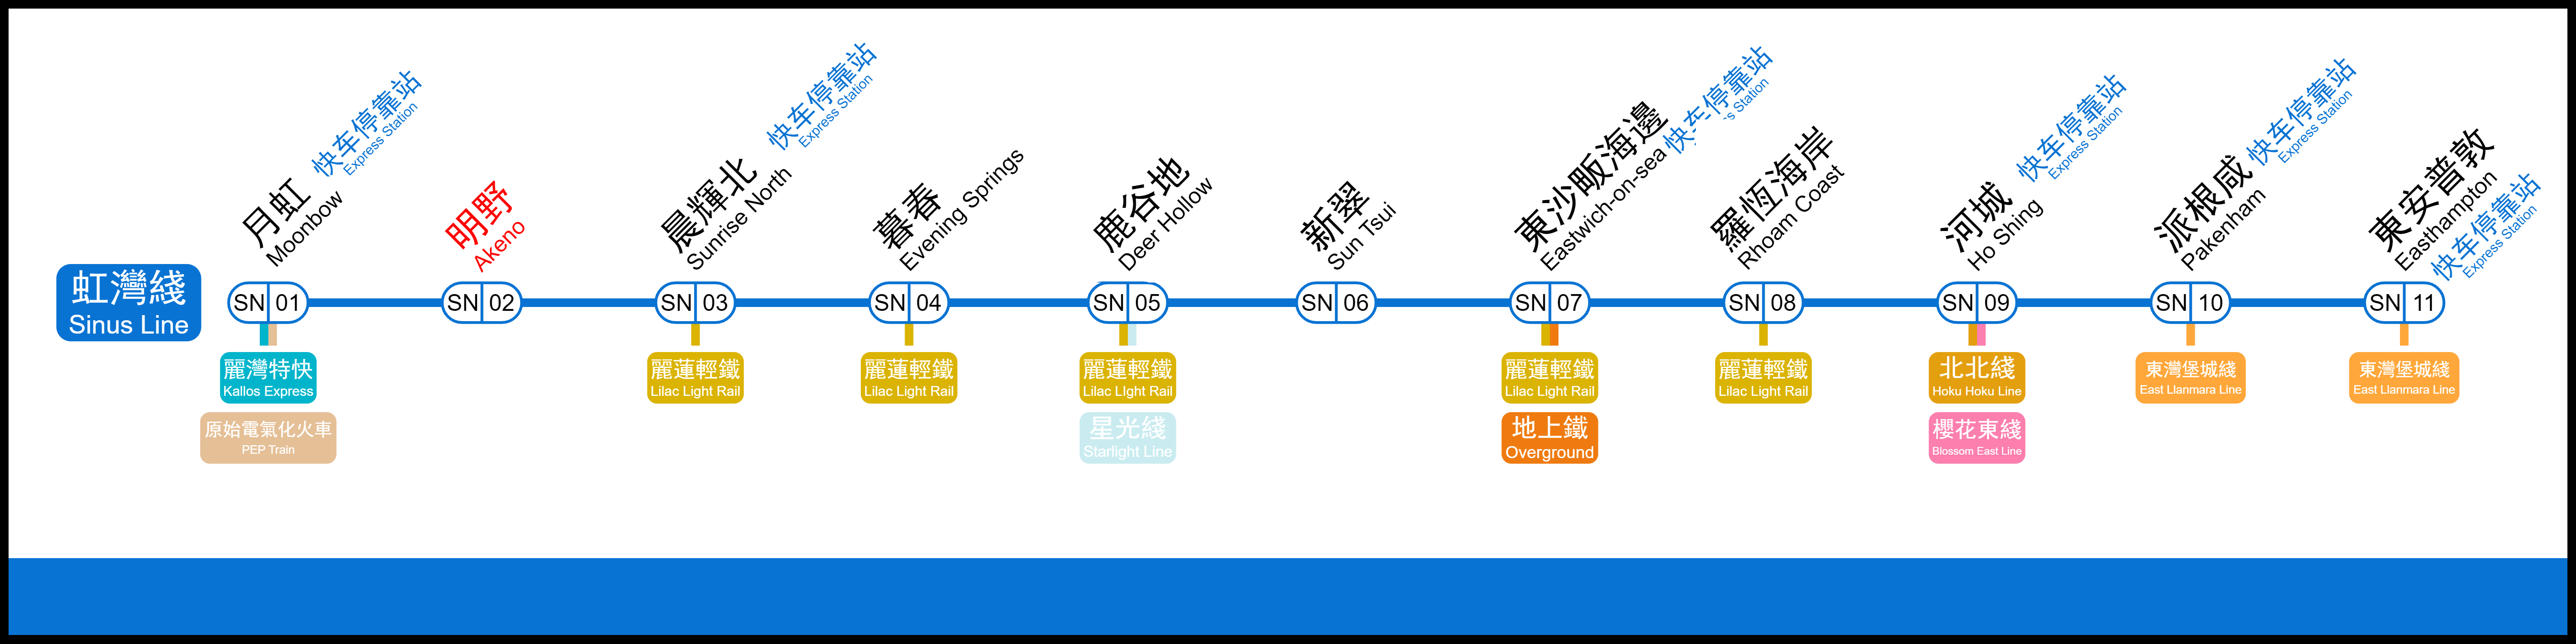 虹灣綫
Sinus Line
月虹
Moonbow
快车停靠站
Express Station
SN 01
麗灣特快
Kallos Express
原始電氣化火車
PEP Train
明野
Akeno
SN 02
晨輝北
Sunrise North
快车停靠站
Express Station
SN 03
麗蓮輕鐵
Lilac Light Rail
暮春
Evening Springs
SN 04
麗蓮輕鐵
Lilac Light Rail
鹿谷地
Deer Hollow
SN 05
麗蓮輕鐵
Lilac LIght Rail
星光綫
Starlight Line
新翠
Sun Tsui
SN 06
東沙畈海邊
Eastwich-on-sea
快车停靠站
Station
SN 07
麗蓮輕鐵
Lilac Light Rail
地上鐵
Overground
羅恆海岸
Rhoam Coast
SN 08
麗蓮輕鐵
Lilac Light Rail
河城
Ho Shing
快车停靠站
Express Station
SN 09
北北綫
Hoku Hoku Line
櫻花東綫
Blossom East Line
派根咸
Pakenham
快车停靠站
Express Station
SN 10
東灣堡城綫
East Llanmara Line
東安普敦
Easthampton
快车停靠站
Express Station
SN 11
東灣堡城綫
East Llanmara Line